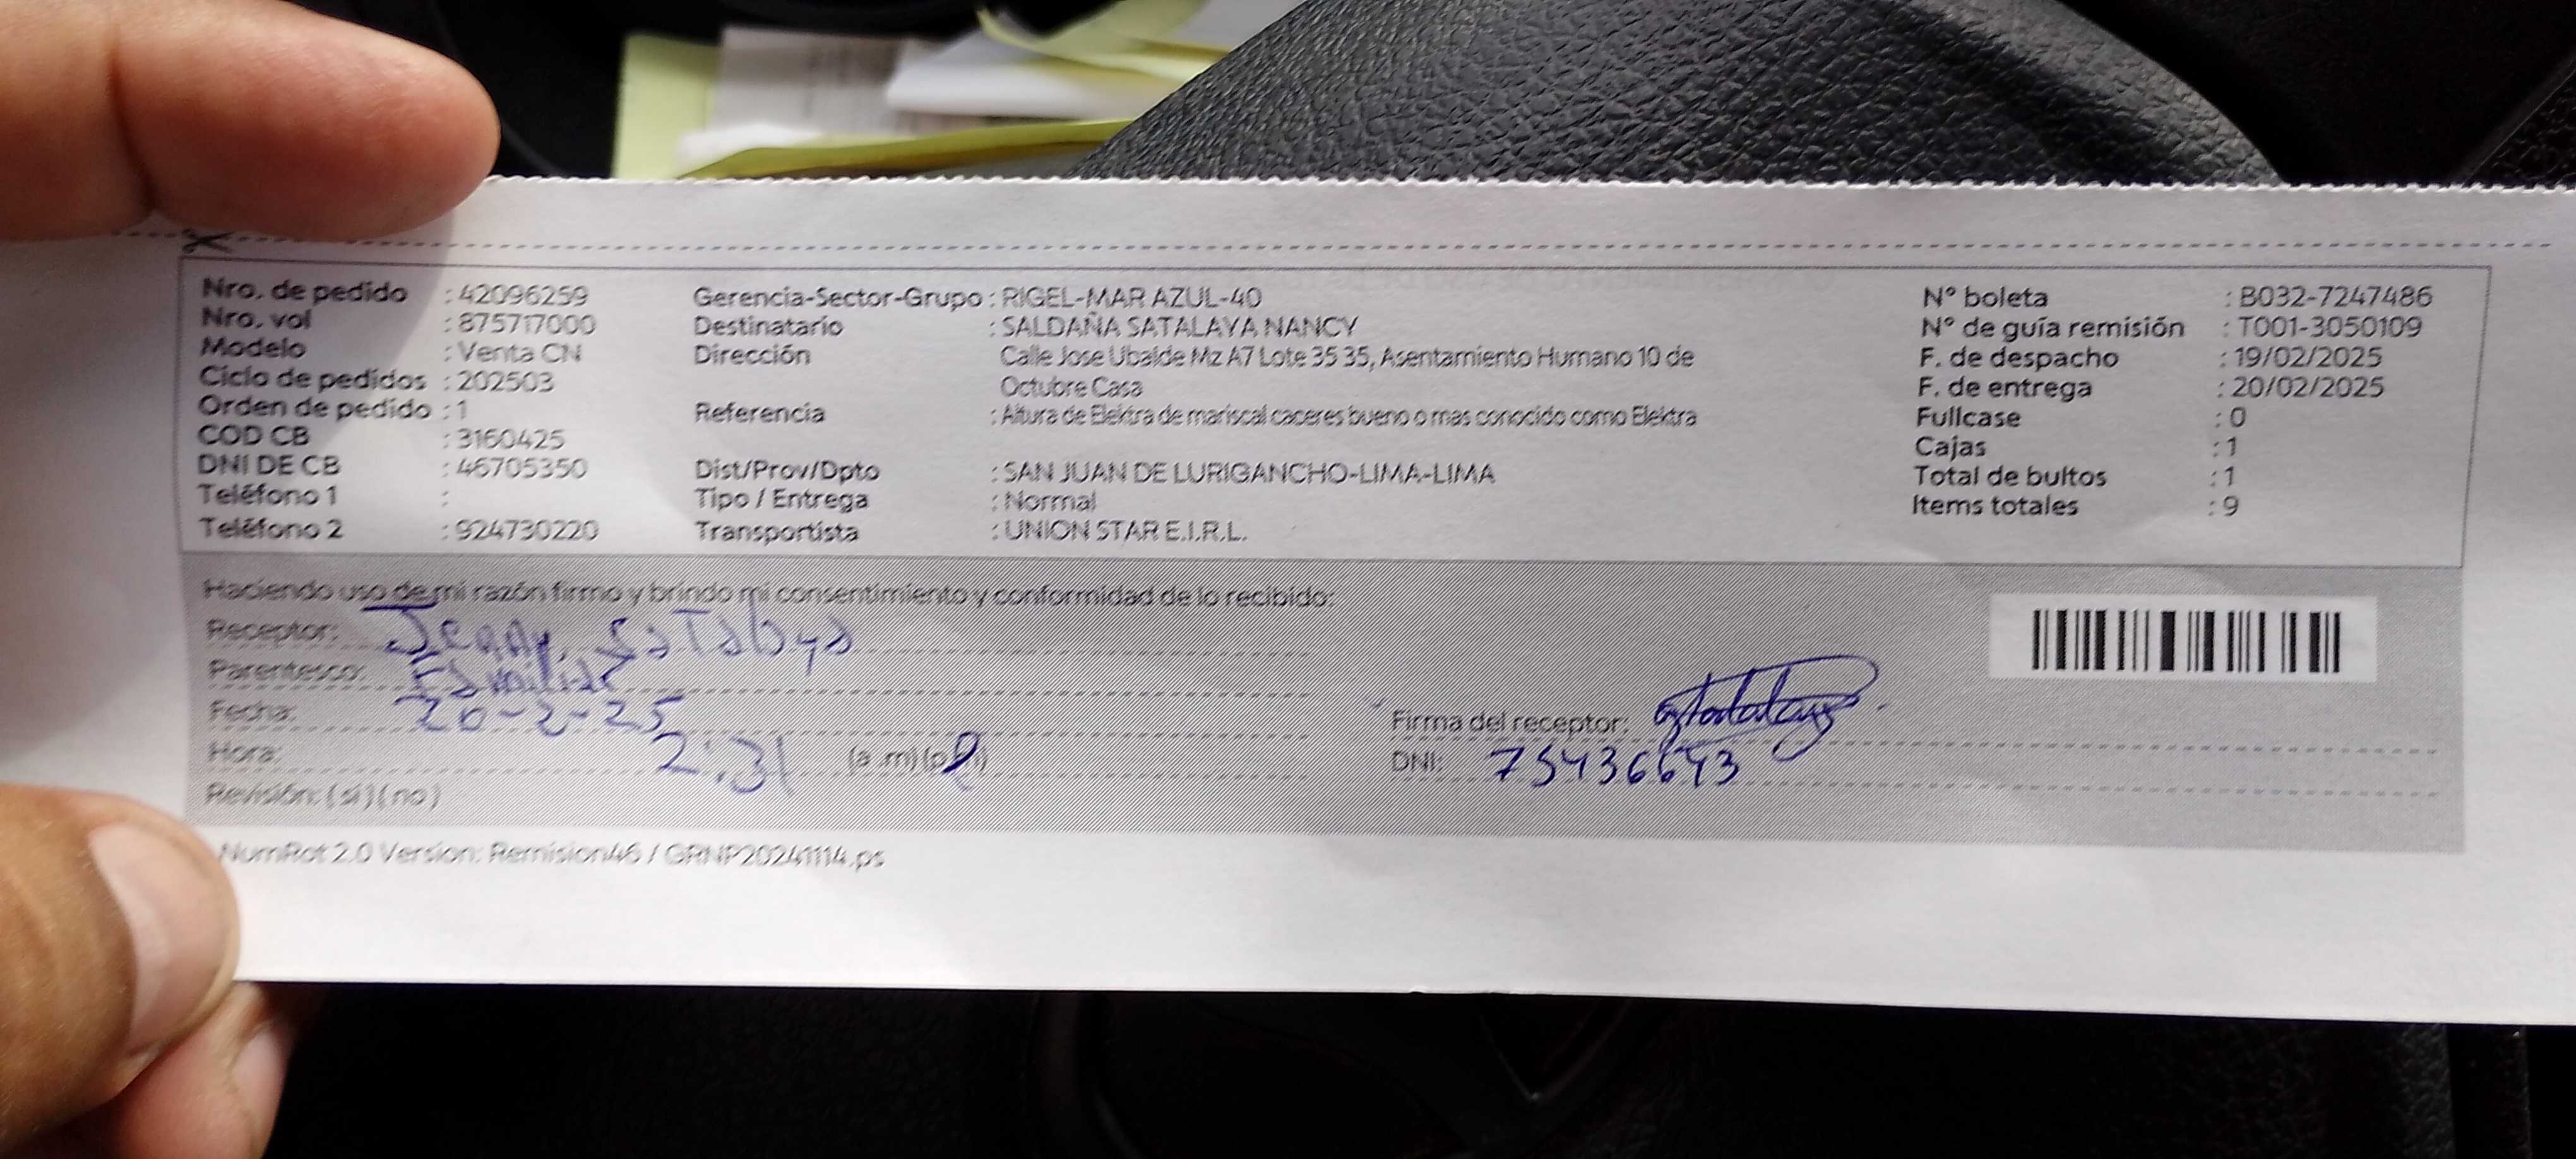 Nro. de pedido : 42096259
Nro. vol : 875717000
Modelo : Venta CN
Ciclo de pedidos : 202503
Orden de pedido : 1
COD CB : 3160425
DNI DE CB : 46705350
Teléfono 1 :
Teléfono 2 : 924730220
Gerencia-Sector-Grupo : RIGEL-MAR AZUL-40
Destinatario : SALDAÑA SATALAYA NANCY
Dirección Calle Jose Ubalde Mz A7 Lote 35 35, Asentamiento Humano 10 de
Octubre Casa
Referencia : Altura de Elektra de mariscal caceres bueno o mas conocido como Elektra
Dist/Prov/Dpto : SAN JUAN DE LURIGANCHO-LIMA-LIMA
Tipo / Entrega : Normal
Transportista : UNION STAR E.I.R.L.
N° boleta : B032-7247486
N° de guía remisión : T001-3050109
F. de despacho : 19/02/2025
F. de entrega : 20/02/2025
Fullcase : 0
Cajas : 1
Total de bultos : 1
Items totales : 9
Haciendo uso de mi razón firmo y brindo mi consentimiento y conformidad de lo recibido:
Receptor: Jenny Satalaya
Parentesco: Familiar
Fecha: 20-2-25
Hora: 2:31 (a .m) (p
Revisión: ( si ) ( no )
Firma del receptor:
DNI: 75436643
NumRot 2.0 Version: Remision46 / GRNP20241114.ps